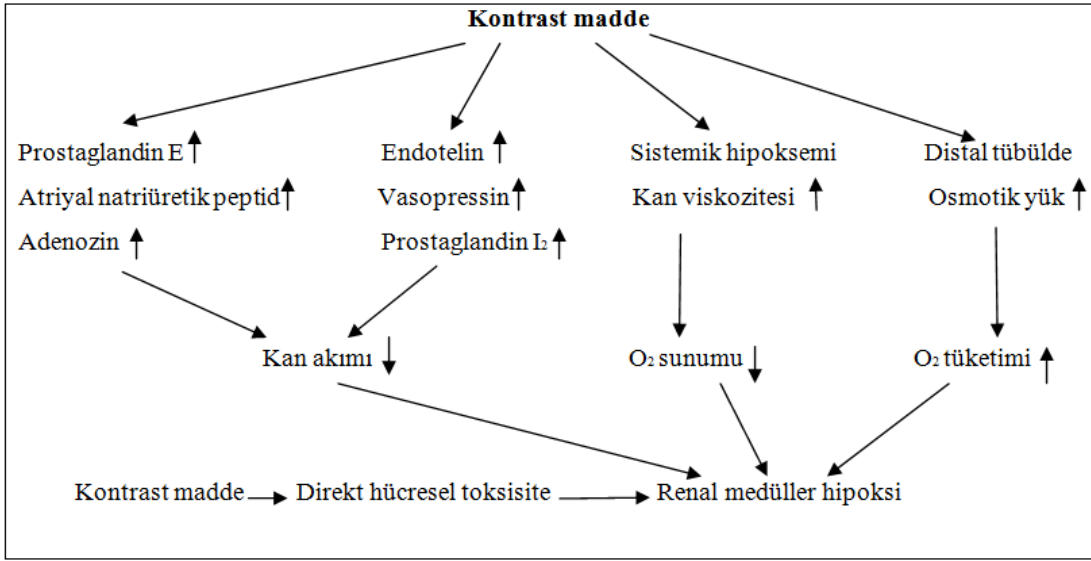 Kontrast madde
Prostaglandin E Endotelin Sistemik hipoksemi Distal tübülde
Atriyal natriüretik peptid Vasopressin Kan viskozitesi Osmotik yük
Adenozin Prostaglandin I₂
Kan akımı O₂ sunumu O₂ tüketimi
Kontrast madde Direkt hücresel toksisite Renal medüller hipoksi